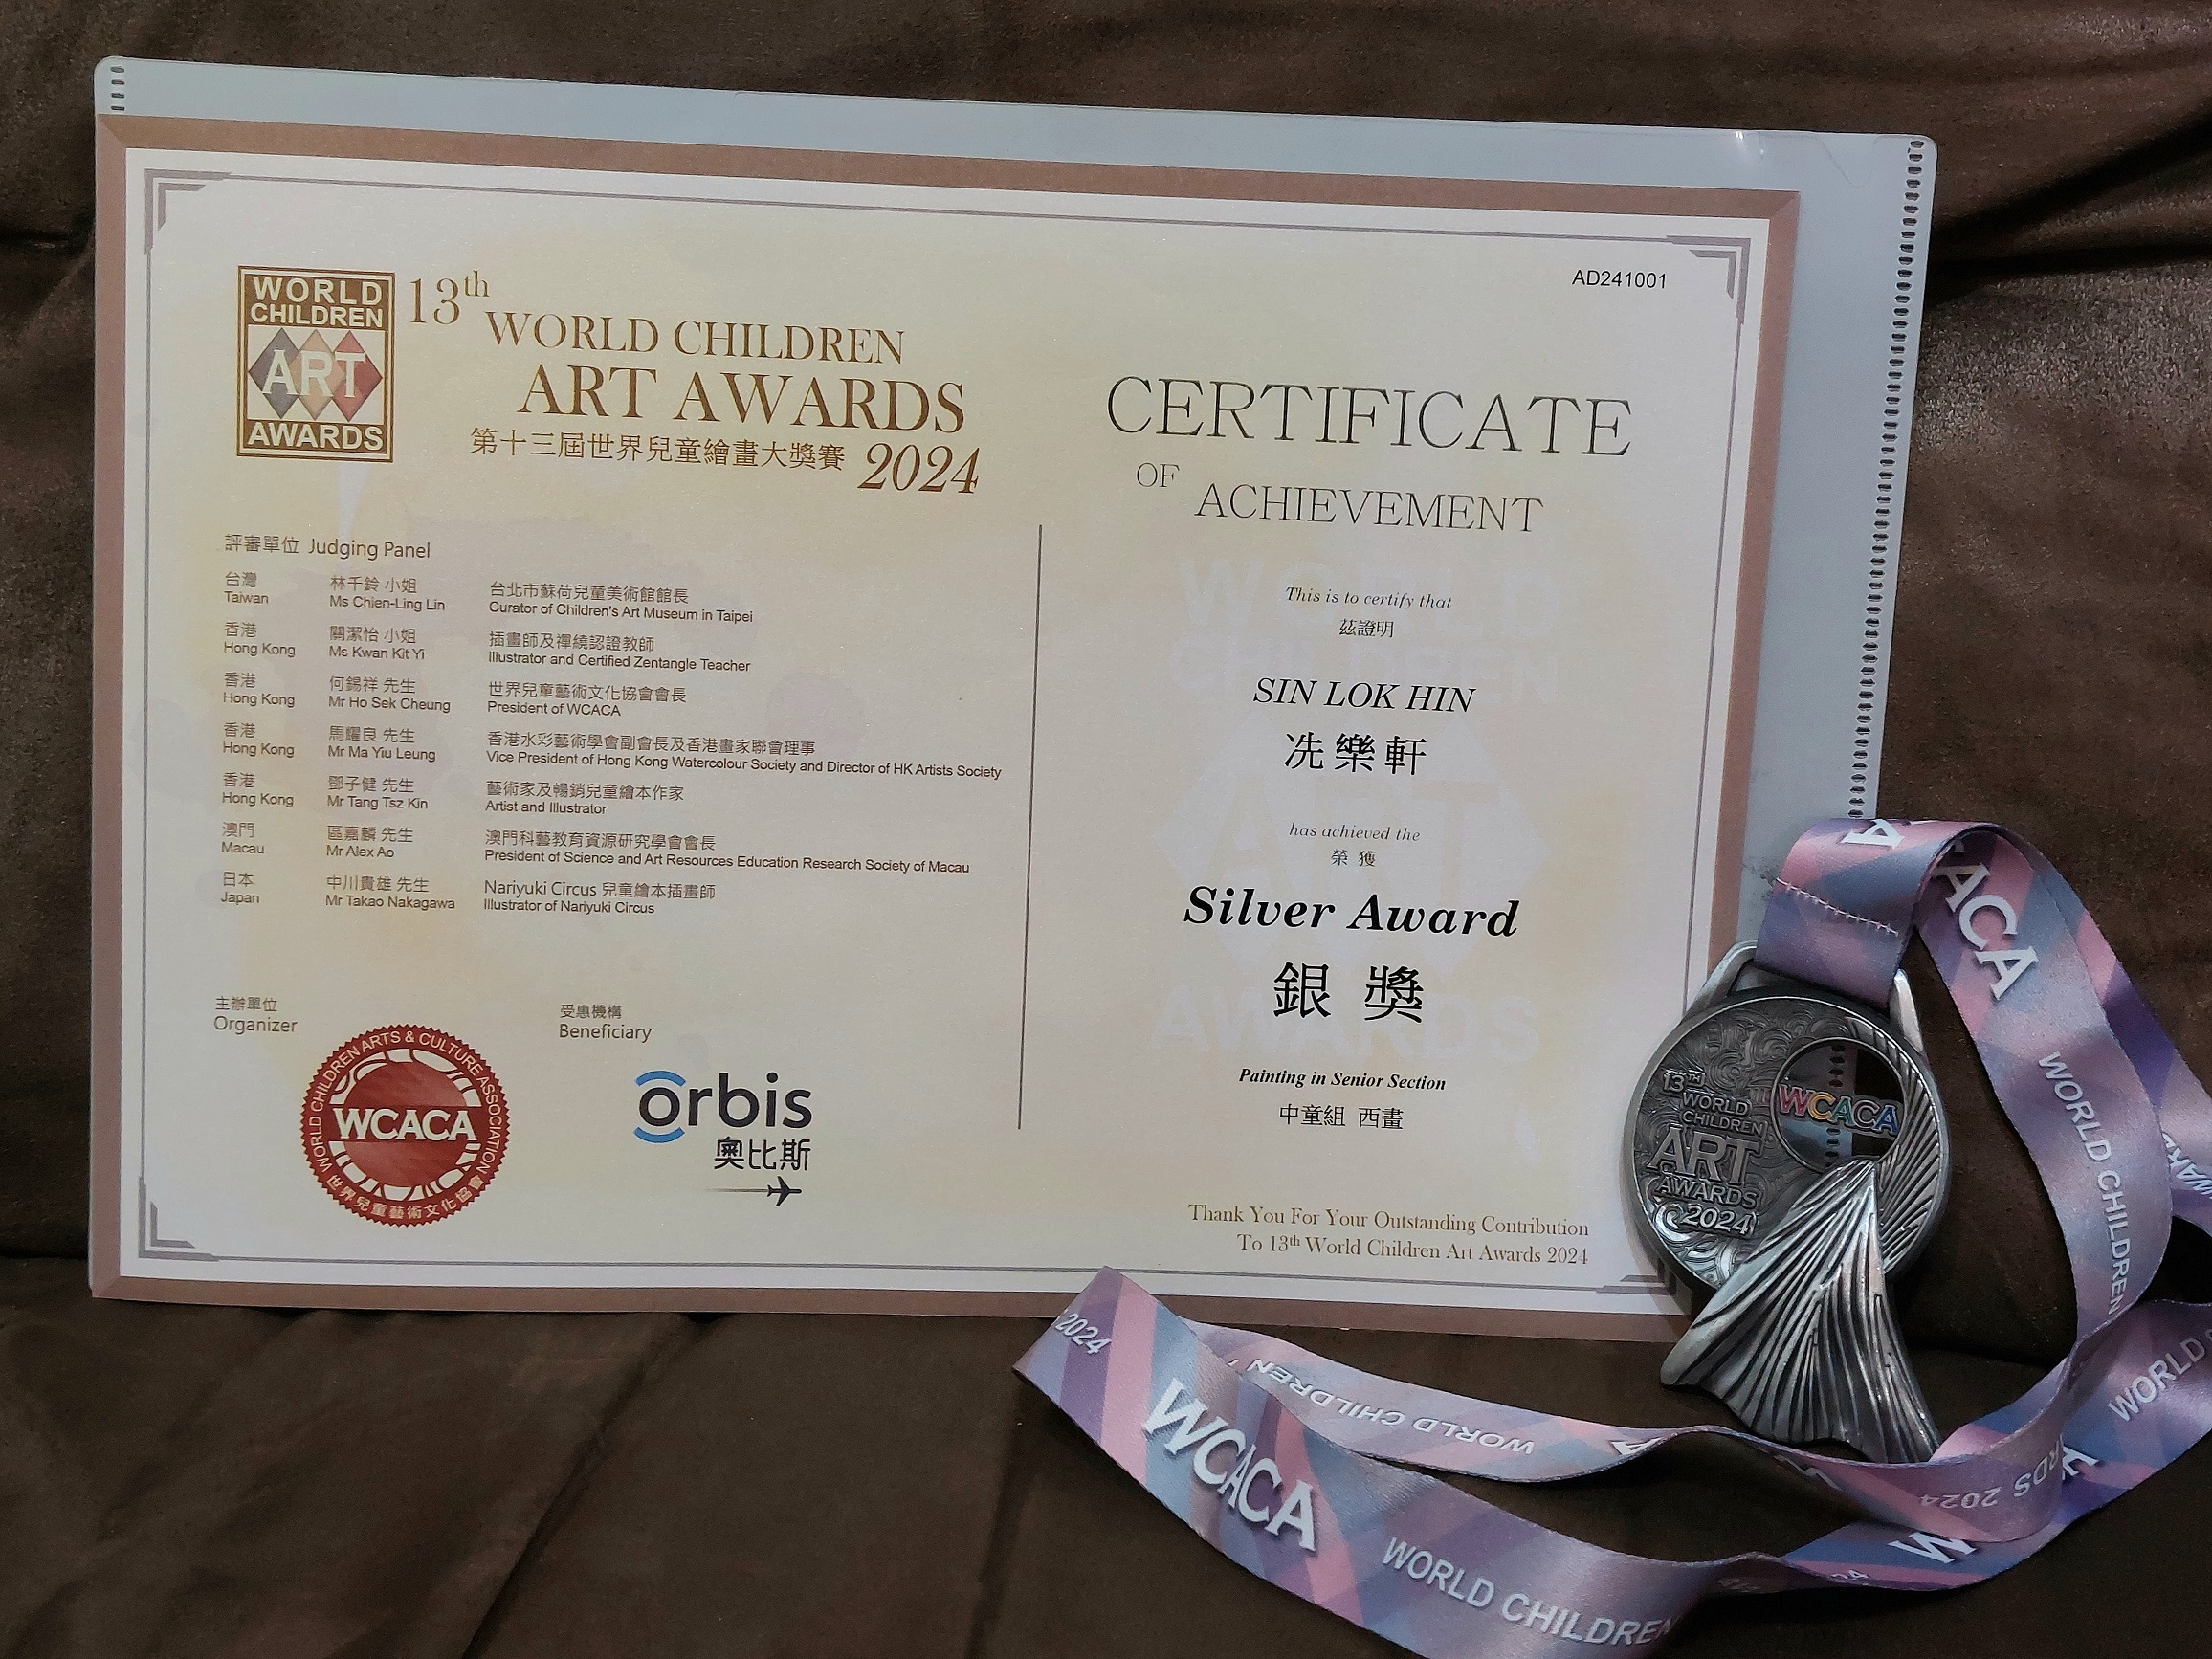 WORLD
CHILDREN
ART
AWARDS
13th
WORLD CHILDREN
ART AWARDS
第十三屆世界兒童繪畫大獎賽 2024
評審單位 Judging Panel
台灣 林千鈴 小姐 台北市蘇荷兒童美術館館長
Taiwan Ms Chien-Ling Lin Curator of Children's Art Museum in Taipei
香港 關潔怡 小姐 插畫師及禪繞認證教師
Hong Kong Ms Kwan Kit Yi Illustrator and Certified Zentangle Teacher
香港 何錫祥 先生 世界兒童藝術文化協會會長
Hong Kong Mr Ho Sek Cheung President of WCACA
香港 馬耀良 先生 香港水彩藝術學會副會長及香港畫家聯會理事
Hong Kong Mr Ma Yiu Leung Vice President of Hong Kong Watercolour Society and Director of HK Artists Society
香港 鄧子健 先生 藝術家及暢銷兒童繪本作家
Hong Kong Mr Tang Tsz Kin Artist and Illustrator
澳門 區嘉麟 先生 澳門科藝教育資源研究學會會長
Macau Mr Alex Ao President of Science and Art Resources Education Research Society of Macau
日本 中川貴雄 先生 Nariyuki Circus 兒童繪本插畫師
Japan Mr Takao Nakagawa Illustrator of Nariyuki Circus
主辦單位
Organizer
WORLD CHILDREN ARTS & CULTURE ASSOCIATION
WCACA
世界兒童藝術文化協會
受惠機構
Beneficiary
orbis
奧比斯
AD241001
CERTIFICATE
OF ACHIEVEMENT
This is to certify that
茲證明
SIN LOK HIN
冼樂軒
has achieved the
榮獲
Silver Award
銀獎
Painting in Senior Section
中童組 西畫
Thank You For Your Outstanding Contribution
To 13th World Children Art Awards 2024
WORLD
CHILDREN
ART
AWARDS
13TH
WORLD
CHILDREN
ART
AWARDS
2024
WCACA
ACA
WORLD CHILDREN
2024
WCACA
WORLD CHILDREN
WORLD CHILDREN
WORLD
RDS 2024